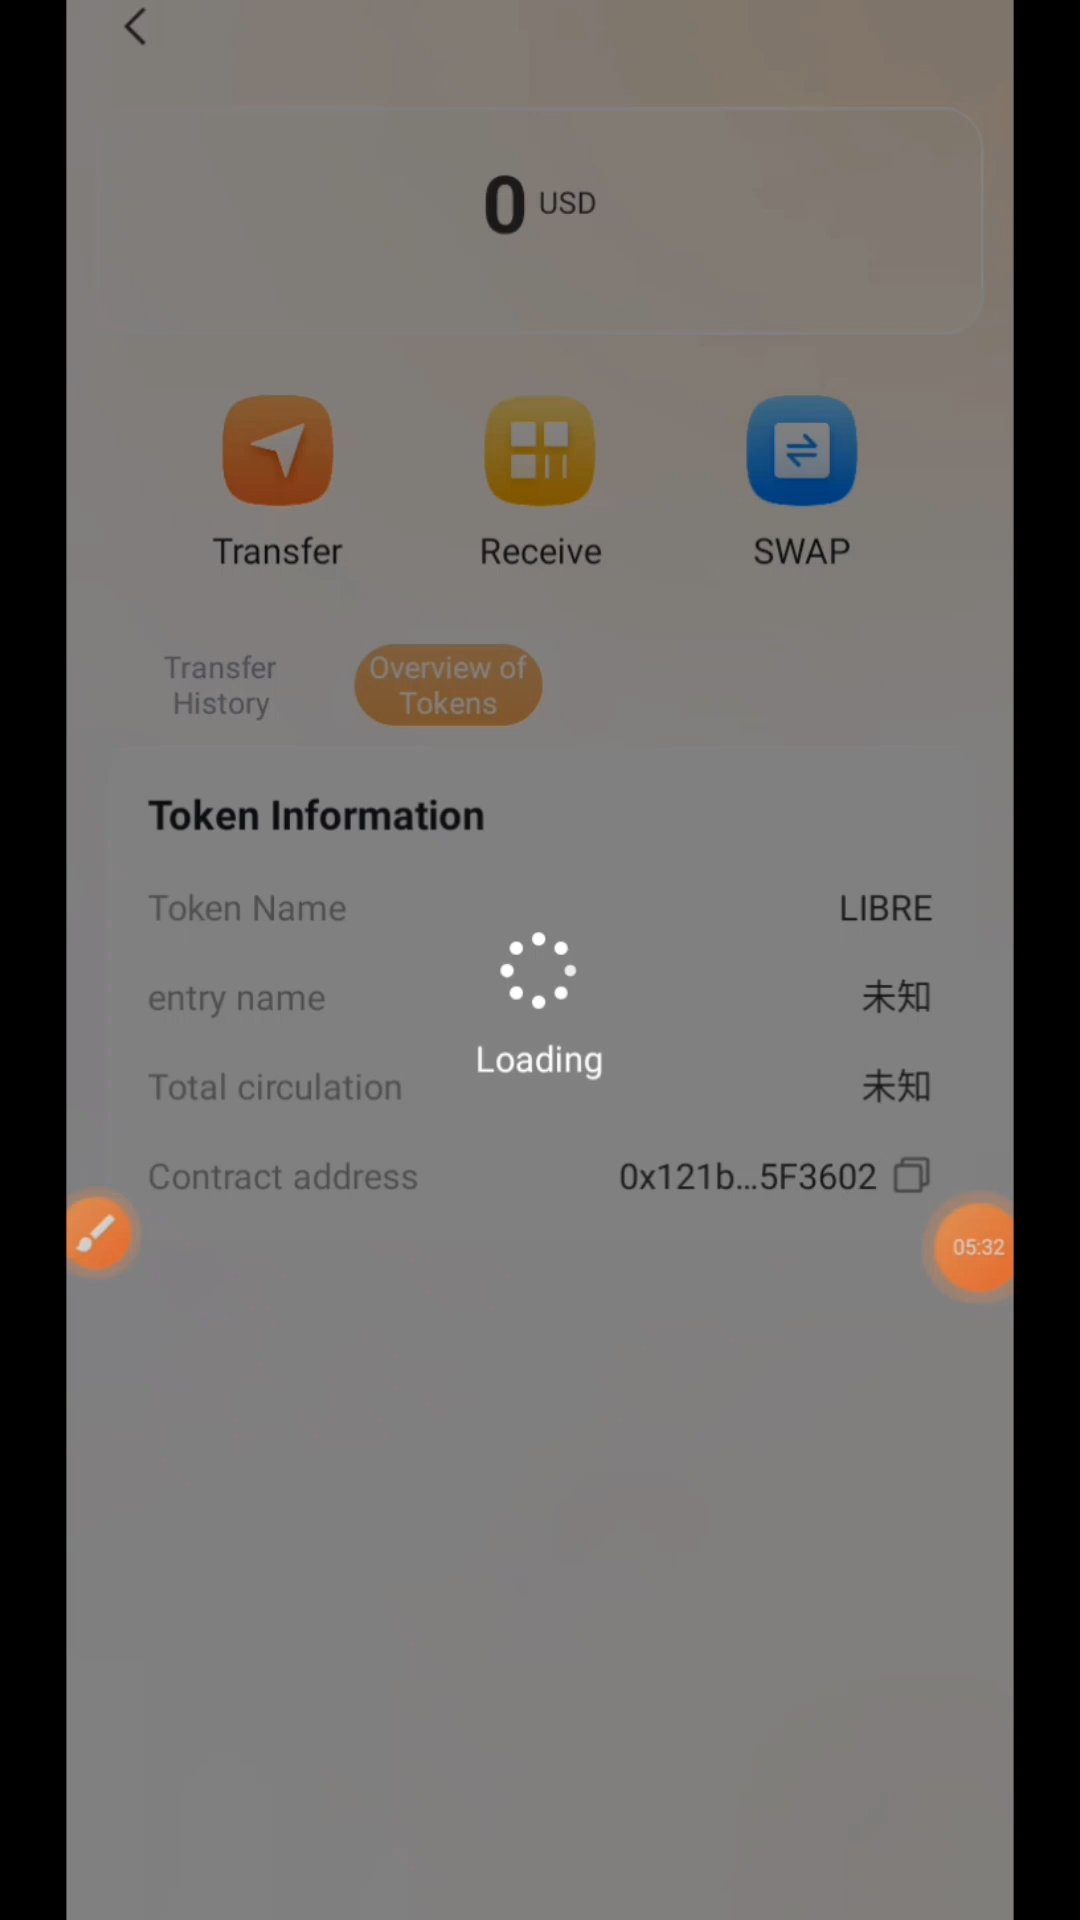 0 USD
Transfer Receive SWAP
Transfer
History
Overview of
Tokens
Token Information
Token Name LIBRE
entry name 未知
Loading
Total circulation 未知
Contract address 0x121b...5F3602
05:32